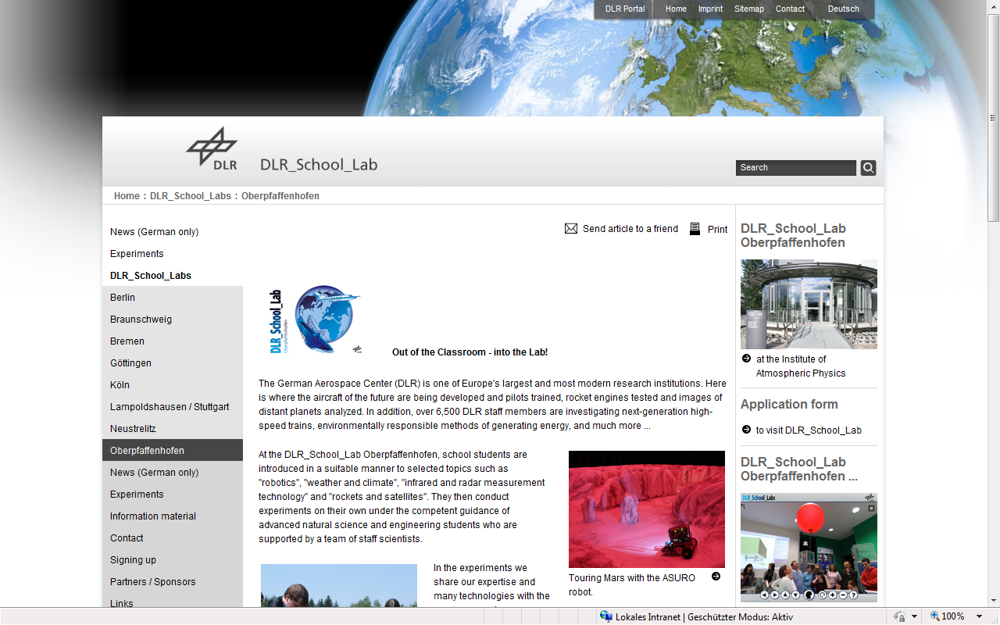 DLR Portal Home Imprint Sitemap Contact Deutsch
DLR
DLR_School_Lab
Search
Home : DLR_School_Labs : Oberpfaffenhofen
News (German only)
Experiments
DLR_School_Labs
Berlin
Braunschweig
Bremen
Göttingen
Köln
Lampoldshausen / Stuttgart
Neustrelitz
Oberpfaffenhofen
News (German only)
Experiments
Information material
Contact
Signing up
Partners / Sponsors
Links
Send article to a friend Print
DLR_School_Lab
Oberpfaffenhofen
Out of the Classroom - into the Lab!
The German Aerospace Center (DLR) is one of Europe's largest and most modern research institutions. Here
is where the aircraft of the future are being developed and pilots trained, rocket engines tested and images of
distant planets analyzed. In addition, over 6,500 DLR staff members are investigating next-generation high-
speed trains, environmentally responsible methods of generating energy, and much more ...
At the DLR_School_Lab Oberpfaffenhofen, school students are
introduced in a suitable manner to selected topics such as
"robotics", "weather and climate", "infrared and radar measurement
technology" and "rockets and satellites". They then conduct
experiments on their own under the competent guidance of
advanced natural science and engineering students who are
supported by a team of staff scientists.
In the experiments we
share our expertise and
many technologies with the
Touring Mars with the ASURO
robot.
DLR_School_Lab
Oberpfaffenhofen
at the Institute of
Atmospheric Physics
Application form
to visit DLR_School_Lab
DLR_School_Lab
Oberpfaffenhofen ...
DLR_School_Labs
Lokales Intranet | Geschützter Modus: Aktiv
100%